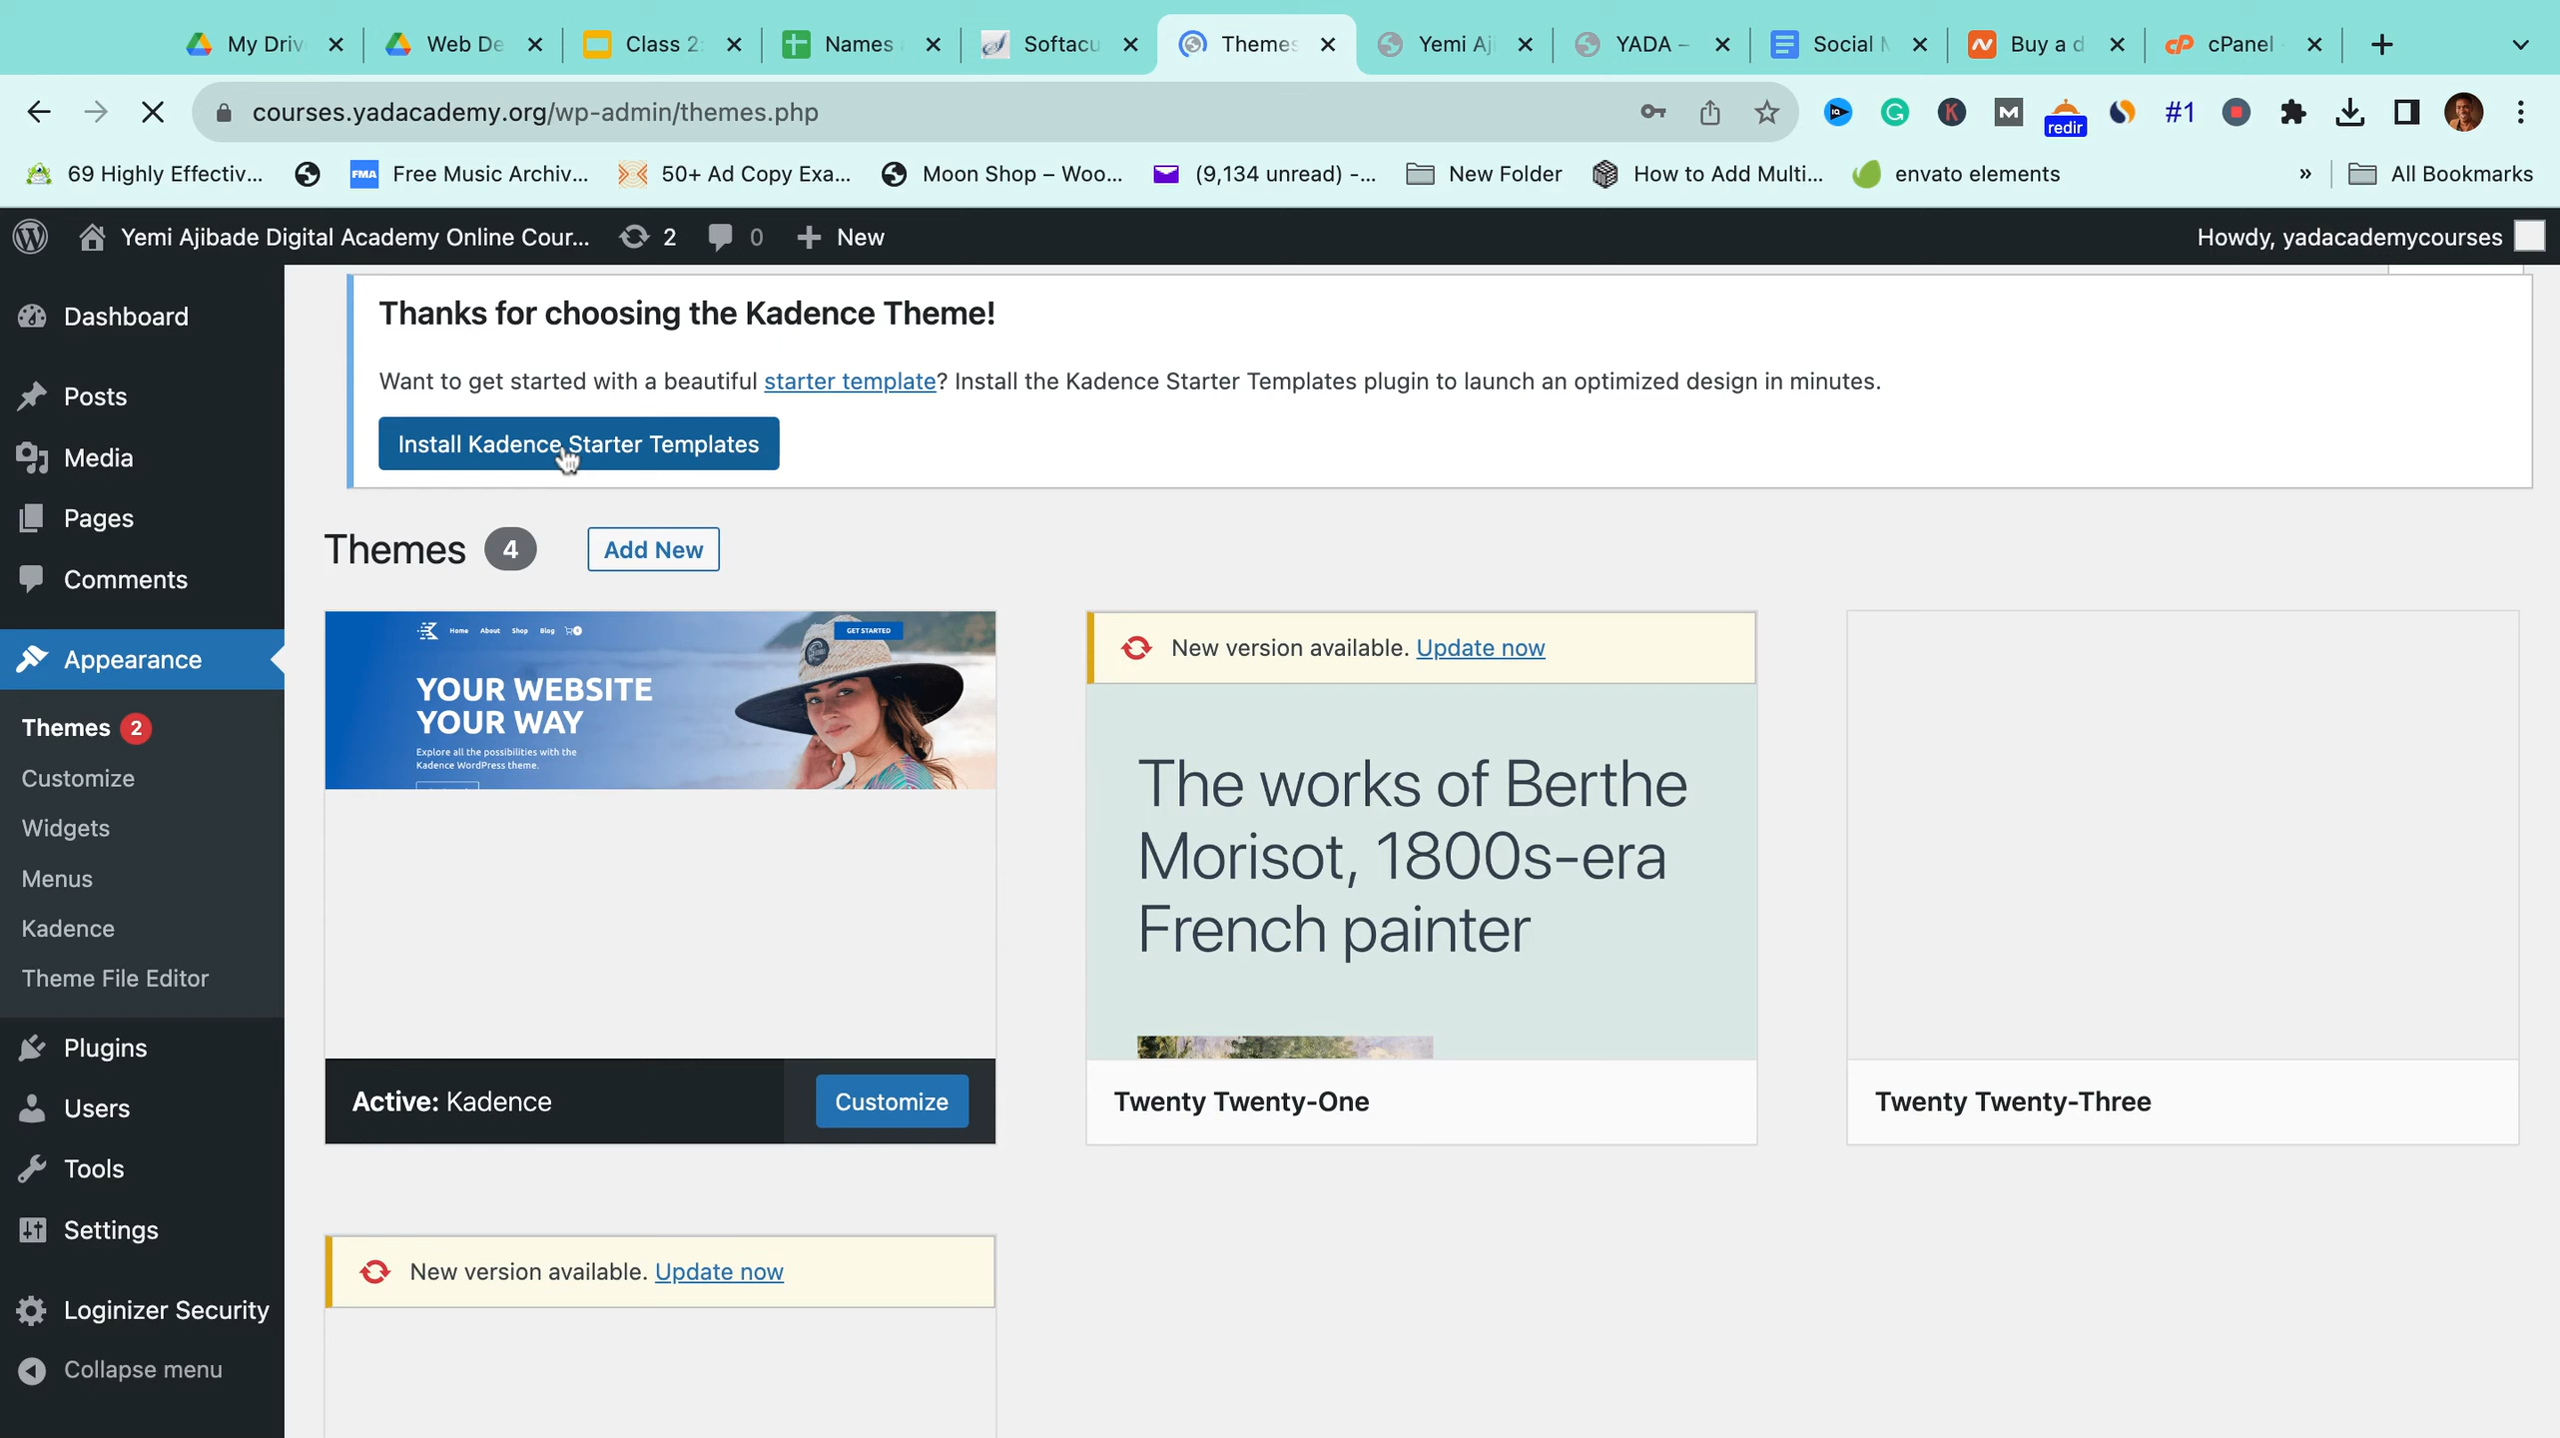 My Driv
Web De
Class 2:
Names
Softacu
Themes
Yemi Aj
YADA –
Social M
Buy a d
cPanel
courses.yadacademy.org/wp-admin/themes.php
#1
redir
69 Highly Effectiv...
FMA
Free Music Archiv...
50+ Ad Copy Exa...
Moon Shop – Woo...
(9,134 unread) -...
New Folder
How to Add Multi...
envato elements
»
All Bookmarks
Yemi Ajibade Digital Academy Online Cour...
2
0
New
Howdy, yadacademycourses
Dashboard
Posts
Media
Pages
Comments
Appearance
Themes 2
Customize
Widgets
Menus
Kadence
Theme File Editor
Plugins
Users
Tools
Settings
Loginizer Security
Collapse menu
Thanks for choosing the Kadence Theme!
Want to get started with a beautiful starter template? Install the Kadence Starter Templates plugin to launch an optimized design in minutes.
Install Kadence Starter Templates
Themes 4 Add New
Home About Shop Blog 0 GET STARTED
YOUR WEBSITE
YOUR WAY
Explore all the possibilities with the
Kadence WordPress theme.
Active: Kadence
Customize
New version available. Update now
The works of Berthe
Morisot, 1800s-era
French painter
Twenty Twenty-One
Twenty Twenty-Three
New version available. Update now